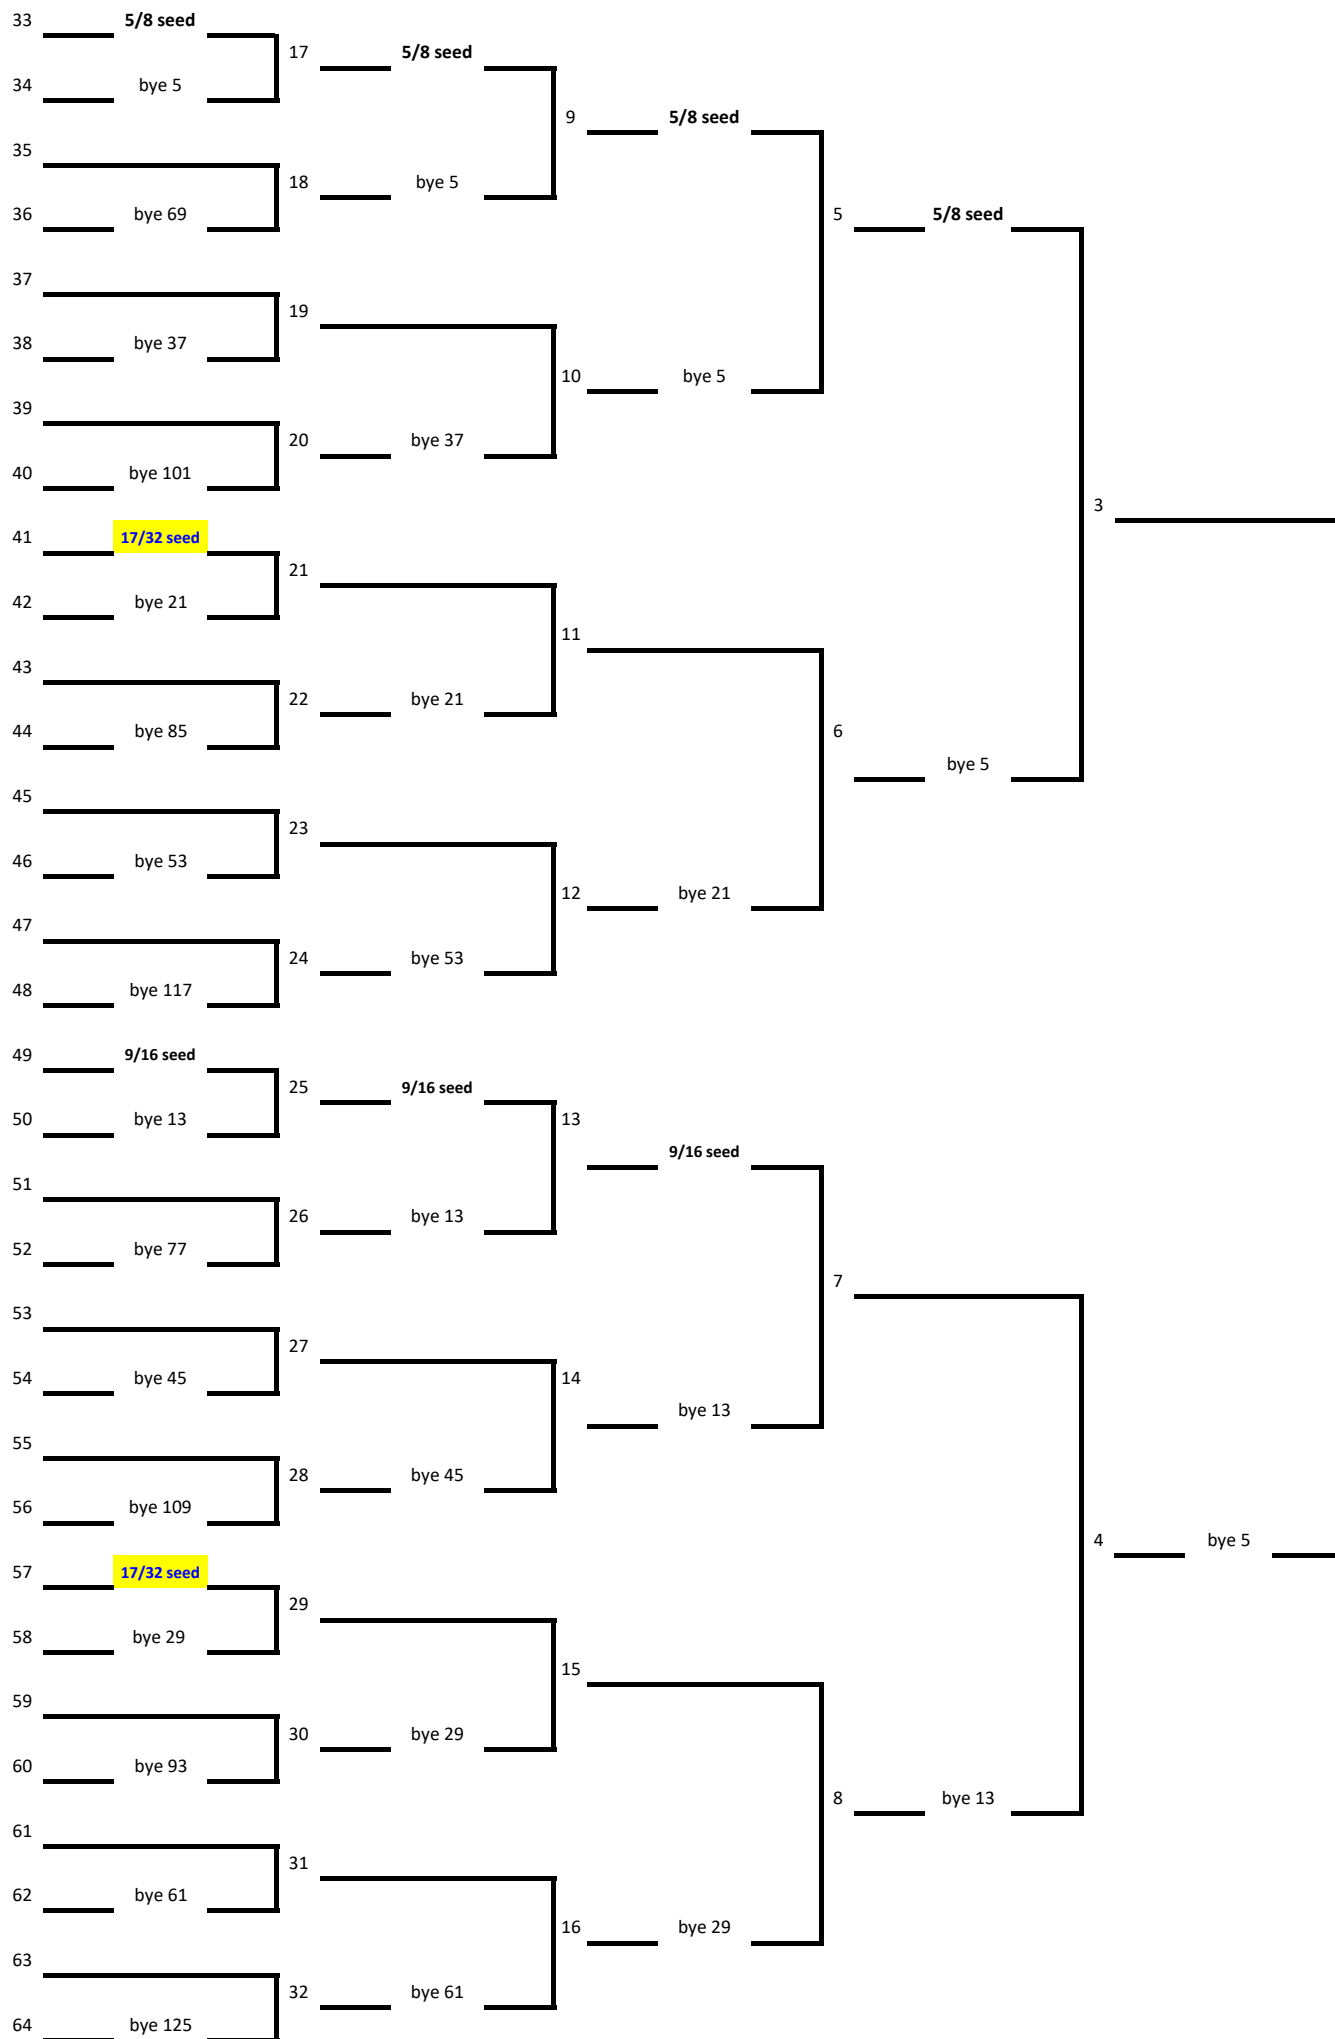 33 5/8 seed
17 5/8 seed
34 bye 5
9 5/8 seed
35
18 bye 5
36 bye 69
5 5/8 seed
37
19
38 bye 37
10 bye 5
39
20 bye 37
40 bye 101
3
41 17/32 seed
21
42 bye 21
11
43
22 bye 21
44 bye 85
6 bye 5
45
23
46 bye 53
12 bye 21
47
24 bye 53
48 bye 117
49 9/16 seed
25 9/16 seed
50 bye 13
13 9/16 seed
51
26 bye 13
52 bye 77
7
53
27
54 bye 45
14 bye 13
55
28 bye 45
56 bye 109
4 bye 5
57 17/32 seed
29
58 bye 29
15
59
30 bye 29
60 bye 93
8 bye 13
61
31
62 bye 61
16 bye 29
63
32 bye 61
64 bye 125